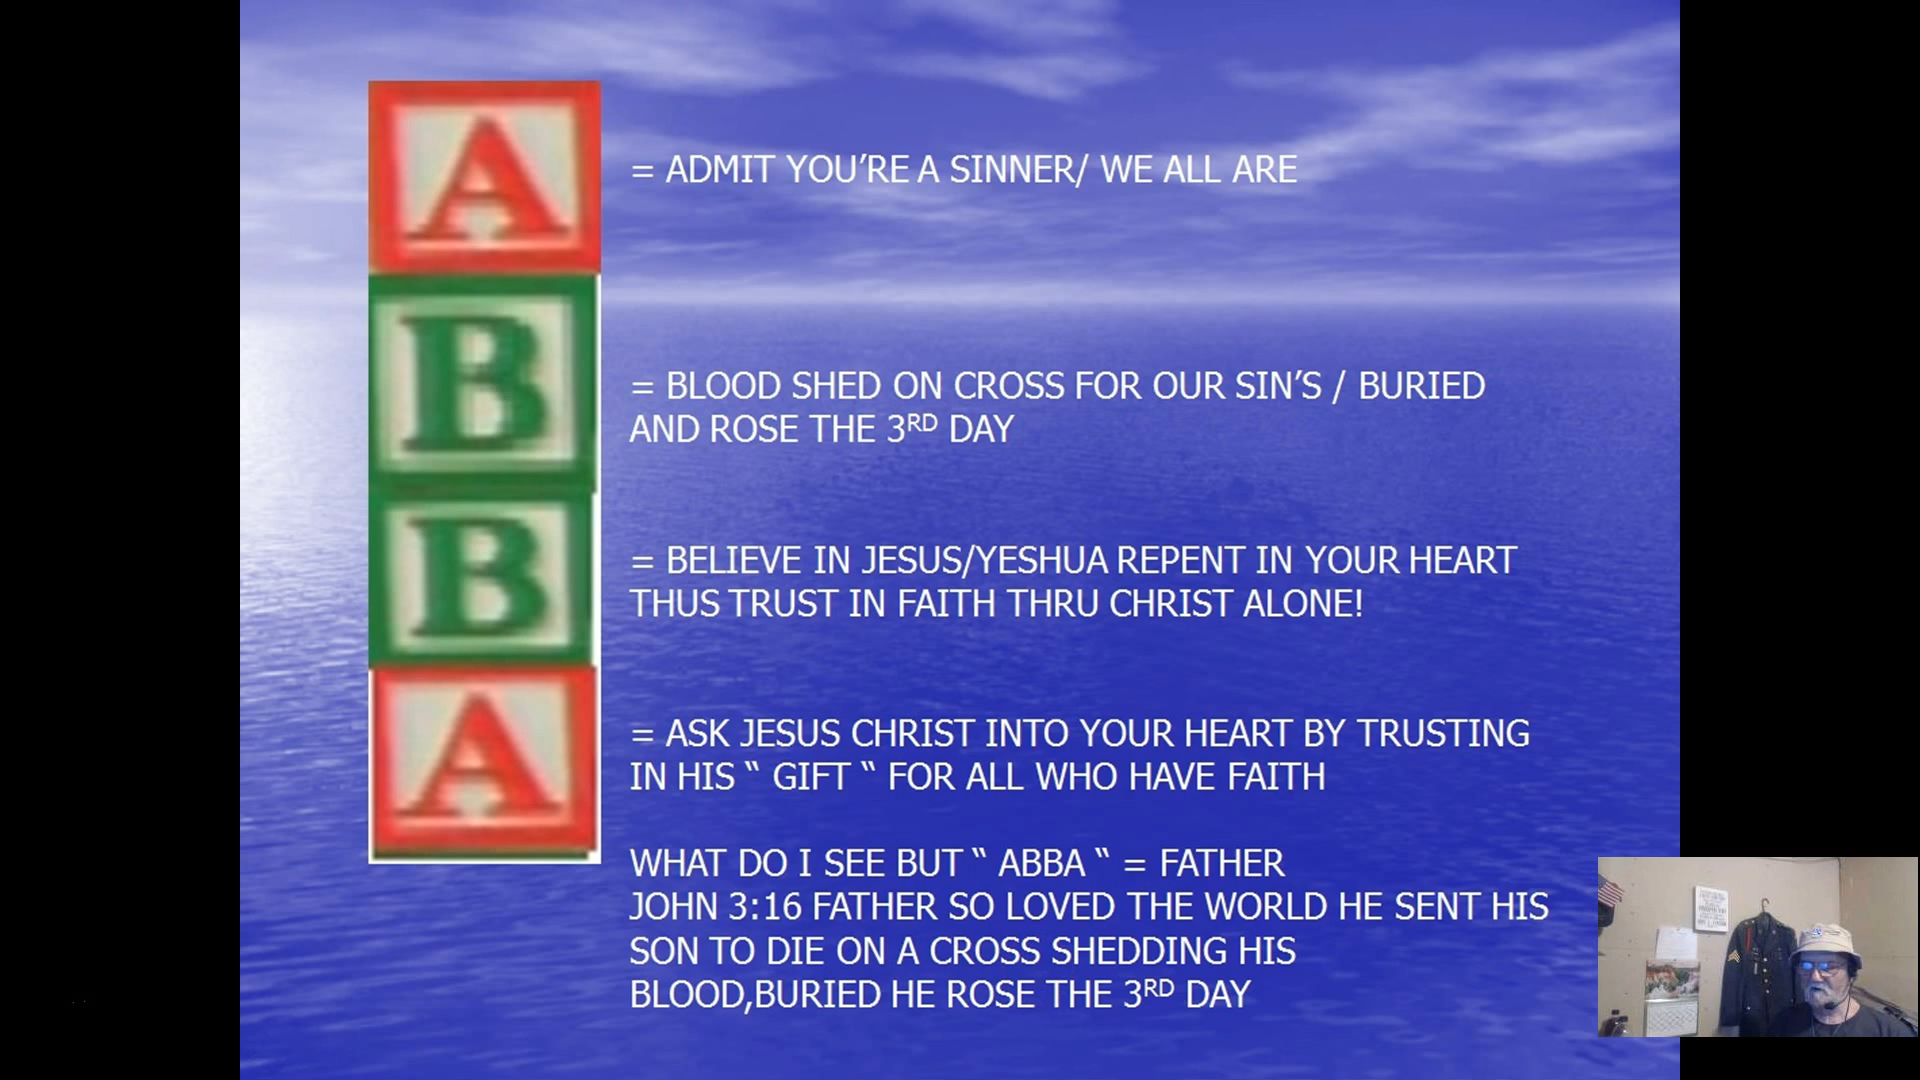 A
= ADMIT YOU’RE A SINNER/ WE ALL ARE
B
= BLOOD SHED ON CROSS FOR OUR SIN’S / BURIED
AND ROSE THE 3RD DAY
B
= BELIEVE IN JESUS/YESHUA REPENT IN YOUR HEART
THUS TRUST IN FAITH THRU CHRIST ALONE!
A
= ASK JESUS CHRIST INTO YOUR HEART BY TRUSTING
IN HIS “ GIFT “ FOR ALL WHO HAVE FAITH
WHAT DO I SEE BUT “ ABBA “ = FATHER
JOHN 3:16 FATHER SO LOVED THE WORLD HE SENT HIS
SON TO DIE ON A CROSS SHEDDING HIS
BLOOD,BURIED HE ROSE THE 3RD DAY